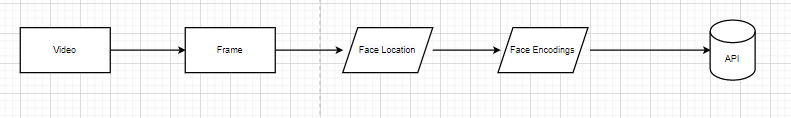 Video
Frame
Face Location
Face Encodings
API